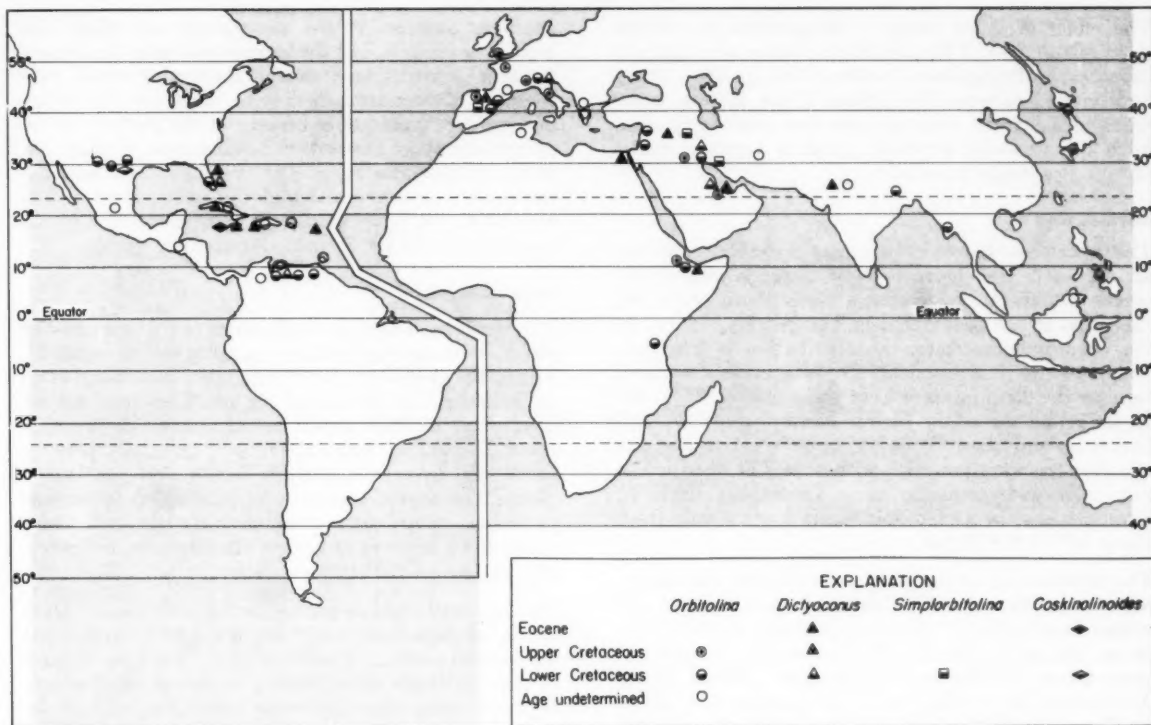 55° 50°
40° 40°
30° 30°
20° 20°
10° 10°
Equator 0° Equator 0°
10° 10°
20° 20°
30° 30°
40° 40°
50°
EXPLANATION
Orbitolina Dictyoconus Simplorbitolina Coskinolinoides
Eocene
Upper Cretaceous
Lower Cretaceous
Age undetermined